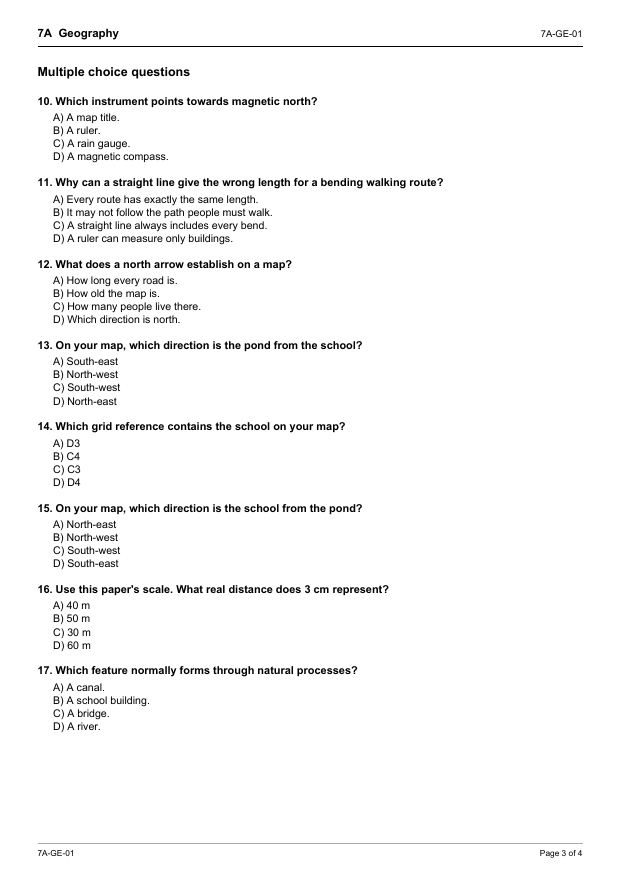 7A Geography
7A-GE-01
Multiple choice questions
10. Which instrument points towards magnetic north?
A) A map title.
B) A ruler.
C) A rain gauge.
D) A magnetic compass.
11. Why can a straight line give the wrong length for a bending walking route?
A) Every route has exactly the same length.
B) It may not follow the path people must walk.
C) A straight line always includes every bend.
D) A ruler can measure only buildings.
12. What does a north arrow establish on a map?
A) How long every road is.
B) How old the map is.
C) How many people live there.
D) Which direction is north.
13. On your map, which direction is the pond from the school?
A) South-east
B) North-west
C) South-west
D) North-east
14. Which grid reference contains the school on your map?
A) D3
B) C4
C) C3
D) D4
15. On your map, which direction is the school from the pond?
A) North-east
B) North-west
C) South-west
D) South-east
16. Use this paper's scale. What real distance does 3 cm represent?
A) 40 m
B) 50 m
C) 30 m
D) 60 m
17. Which feature normally forms through natural processes?
A) A canal.
B) A school building.
C) A bridge.
D) A river.
7A-GE-01
Page 3 of 4